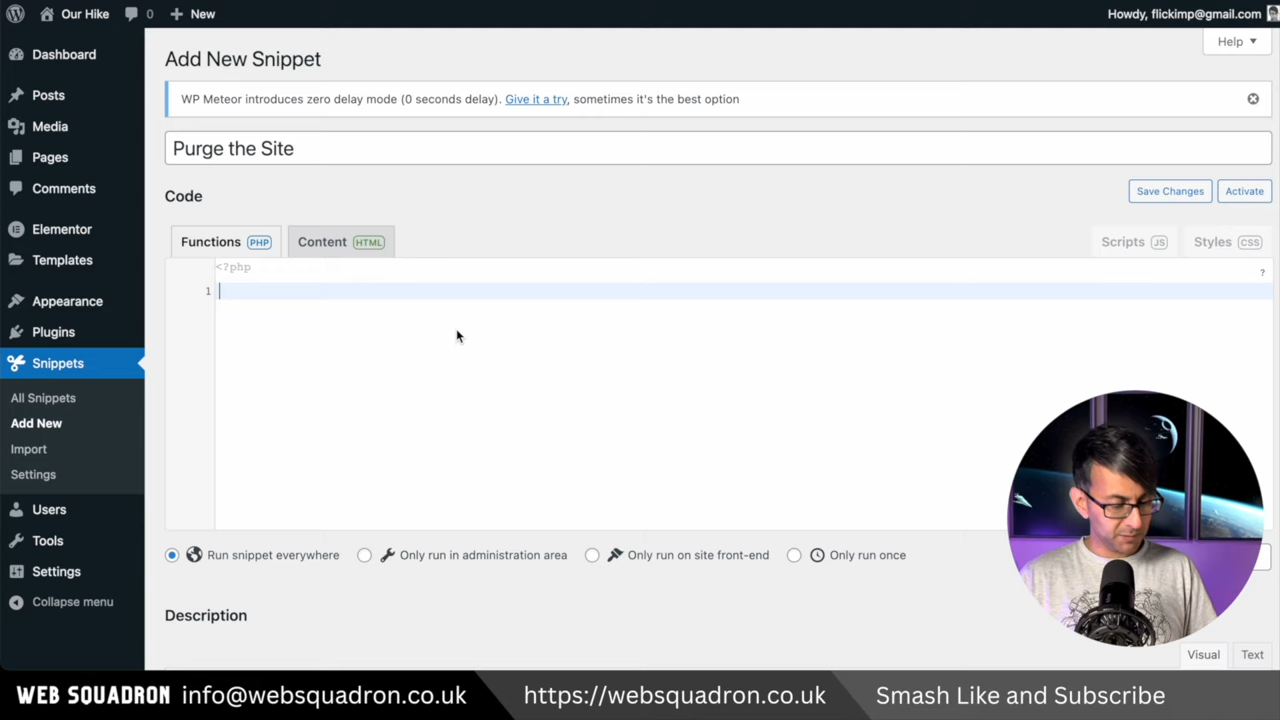 Our Hike 0 New Howdy, flickimp@gmail.com
Help
Dashboard
Posts
Media
Pages
Comments
Elementor
Templates
Appearance
Plugins
Snippets
All Snippets
Add New
Import
Settings
Users
Tools
Settings
Collapse menu
Add New Snippet
WP Meteor introduces zero delay mode (0 seconds delay). Give it a try, sometimes it's the best option
Purge the Site
Code
Save Changes Activate
Functions PHP Content HTML Scripts JS Styles CSS
<?php
?
1
Run snippet everywhere Only run in administration area Only run on site front-end Only run once
Description
Visual Text
WEB SQUADRON info@websquadron.co.uk https://websquadron.co.uk Smash Like and Subscribe